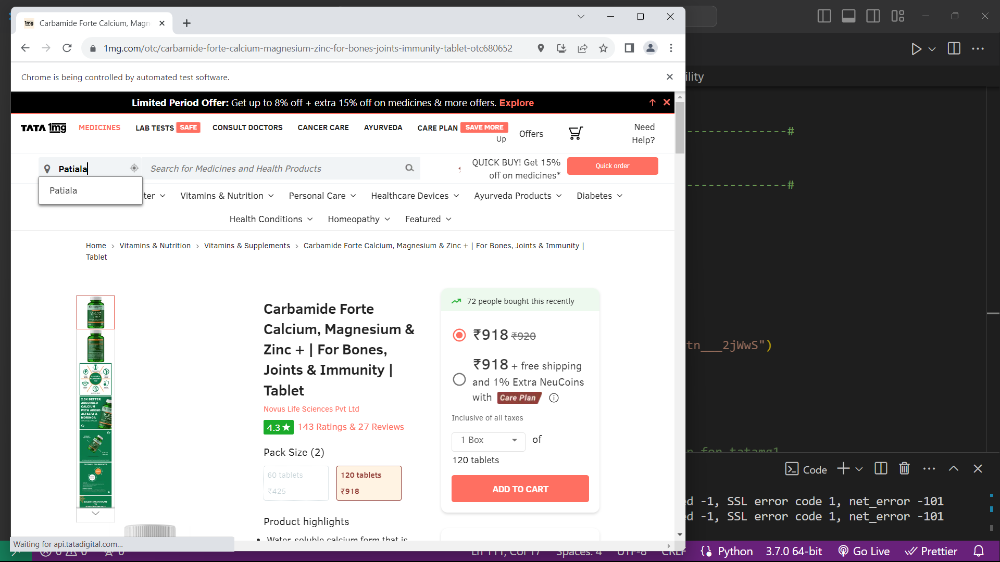 1mg Carbamide Forte Calcium, Magn
1mg.com/otc/carbamide-forte-calcium-magnesium-zinc-for-bones-joints-immunity-tablet-otc680652
Chrome is being controlled by automated test software.
ility
Limited Period Offer: Get up to 8% off + extra 15% off on medicines & more offers. Explore
TATA 1mg MEDICINES LAB TESTS SAFE CONSULT DOCTORS CANCER CARE AYURVEDA CARE PLAN SAVE MORE Offers Need Help?
Up
--------------#
Patiala Search for Medicines and Health Products QUICK BUY! Get 15% off on medicines* Quick order
Patiala
--------------#
ter Vitamins & Nutrition Personal Care Healthcare Devices Ayurveda Products Diabetes
Health Conditions Homeopathy Featured
Home > Vitamins & Nutrition > Vitamins & Supplements > Carbamide Forte Calcium, Magnesium & Zinc + | For Bones, Joints & Immunity |
Tablet
Carbamide Forte
Calcium, Magnesium &
Zinc + | For Bones,
Joints & Immunity |
Tablet
Novus Life Sciences Pvt Ltd
4.3★ 143 Ratings & 27 Reviews
Pack Size (2)
60 tablets
₹425
120 tablets
₹918
Product highlights
• Water-soluble calcium form that is
72 people bought this recently
₹918 ₹920
₹918 + free shipping
and 1% Extra NeuCoins
with Care Plan
Inclusive of all taxes
1 Box of
120 tablets
ADD TO CART
2.5X BETTER
ABSORBED
CALCIUM
WITH ADDED
ALFALFA &
MORINGA
tn___2jWwS")
n for tatamg1
Code
ed -1, SSL error code 1, net_error -101
ed -1, SSL error code 1, net_error -101
Waiting for api.tatadigital.com...
0 0 0 Ln 111, Col 17 Spaces: 4 UTF-8 CRLF Python 3.7.0 64-bit Go Live Prettier